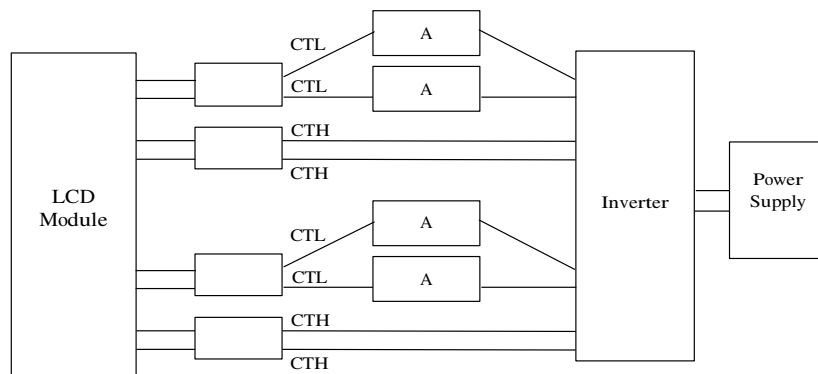 CTL
A
CTL
A
CTH
CTH
LCD
Module
Inverter
Power
Supply
CTL
A
CTL
A
CTH
CTH